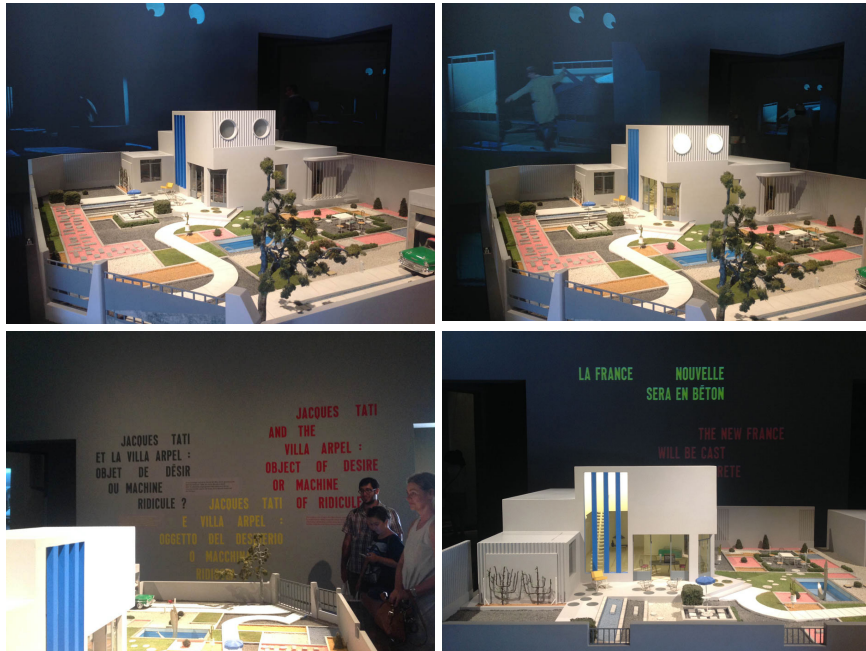 JACQUES TATI
ET LA VILLA ARPEL :
OBJET DE DÉSIR
OU MACHINE
RIDICULE ?
JACQUES TATI
AND THE
VILLA ARPEL :
OBJECT OF DESIRE
OR MACHINE
OF RIDICULE
JACQUES TATI
E VILLA ARPEL :
OGGETTO DEL DESIDERIO
O MACCHINA
LA FRANCE NOUVELLE
SERA EN BÉTON
THE NEW FRANCE
WILL BE CAST